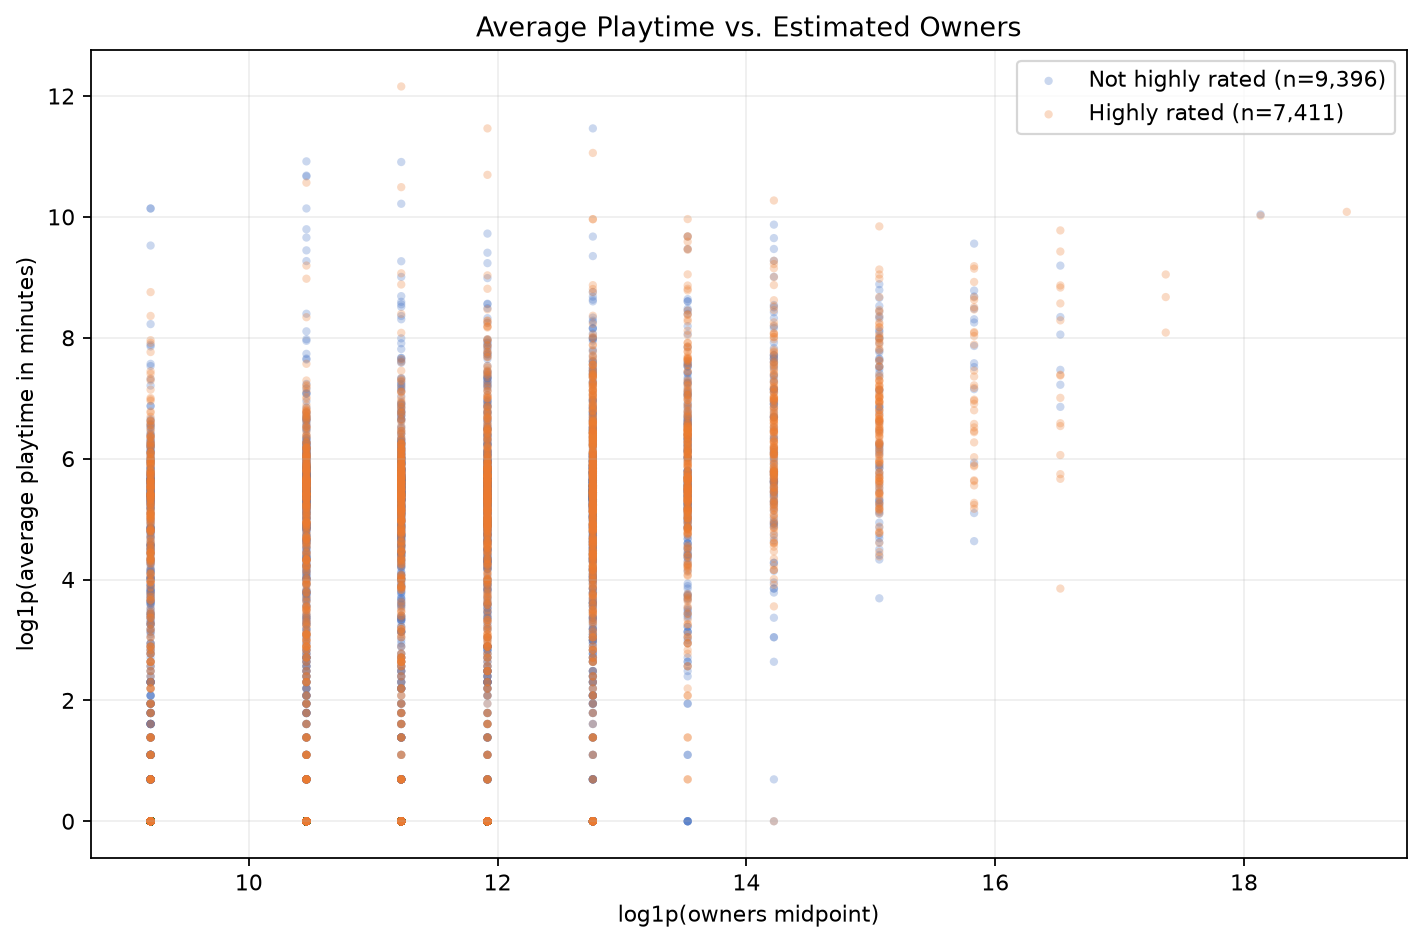 Average Playtime vs. Estimated Owners
Not highly rated (n=9,396)
Highly rated (n=7,411)
12
10
8
6
4
2
0
log1p(average playtime in minutes)
10
12
14
16
18
log1p(owners midpoint)